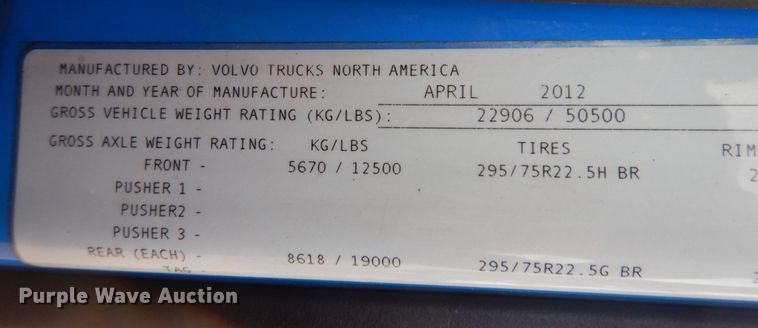 MANUFACTURED BY: VOLVO TRUCKS NORTH AMERICA
MONTH AND YEAR OF MANUFACTURE: APRIL 2012
GROSS VEHICLE WEIGHT RATING (KG/LBS): 22906 / 50500
GROSS AXLE WEIGHT RATING: KG/LBS TIRES RIM
FRONT - 5670 / 12500 295/75R22.5H BR 2
PUSHER 1 -
PUSHER2 -
PUSHER 3 -
REAR (EACH) - 8618 / 19000 295/75R22.5G BR
TAG -
Purple Wave Auction